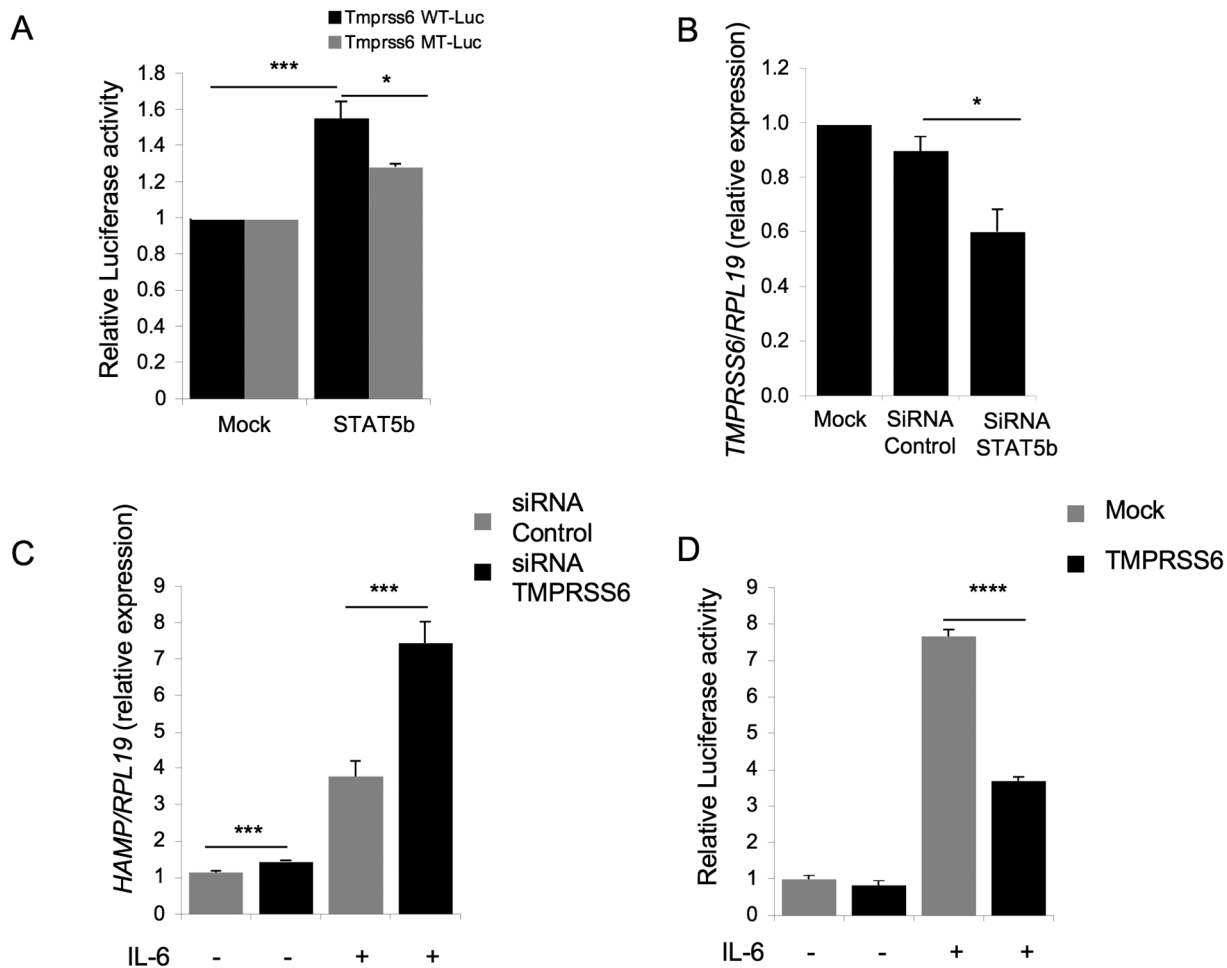 A
Tmprss6 WT-Luc
Tmprss6 MT-Luc
***
*
Relative Luciferase activity
1.8
1.6
1.4
1.2
1
0.8
0.6
0.4
0.2
0
Mock
STAT5b
B
*
TMPRSS6/RPL19 (relative expression)
1.2
1.0
0.8
0.6
0.4
0.2
0.0
Mock
SiRNA
Control
SiRNA
STAT5b
C
siRNA
Control
siRNA
TMPRSS6
***
***
HAMP/RPL19 (relative expression)
9
8
7
6
5
4
3
2
1
0
IL-6 - - + +
D
Mock
TMPRSS6
****
Relative Luciferase activity
9
8
7
6
5
4
3
2
1
0
IL-6 - - + +